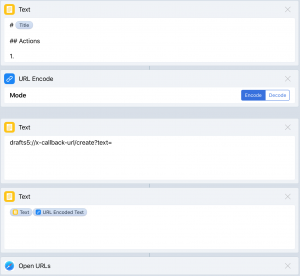 Text
# Title
## Actions
1.
URL Encode
Mode Encode Decode
Text
drafts5://x-callback-url/create?text=
Text
Text URL Encoded Text
Open URLs